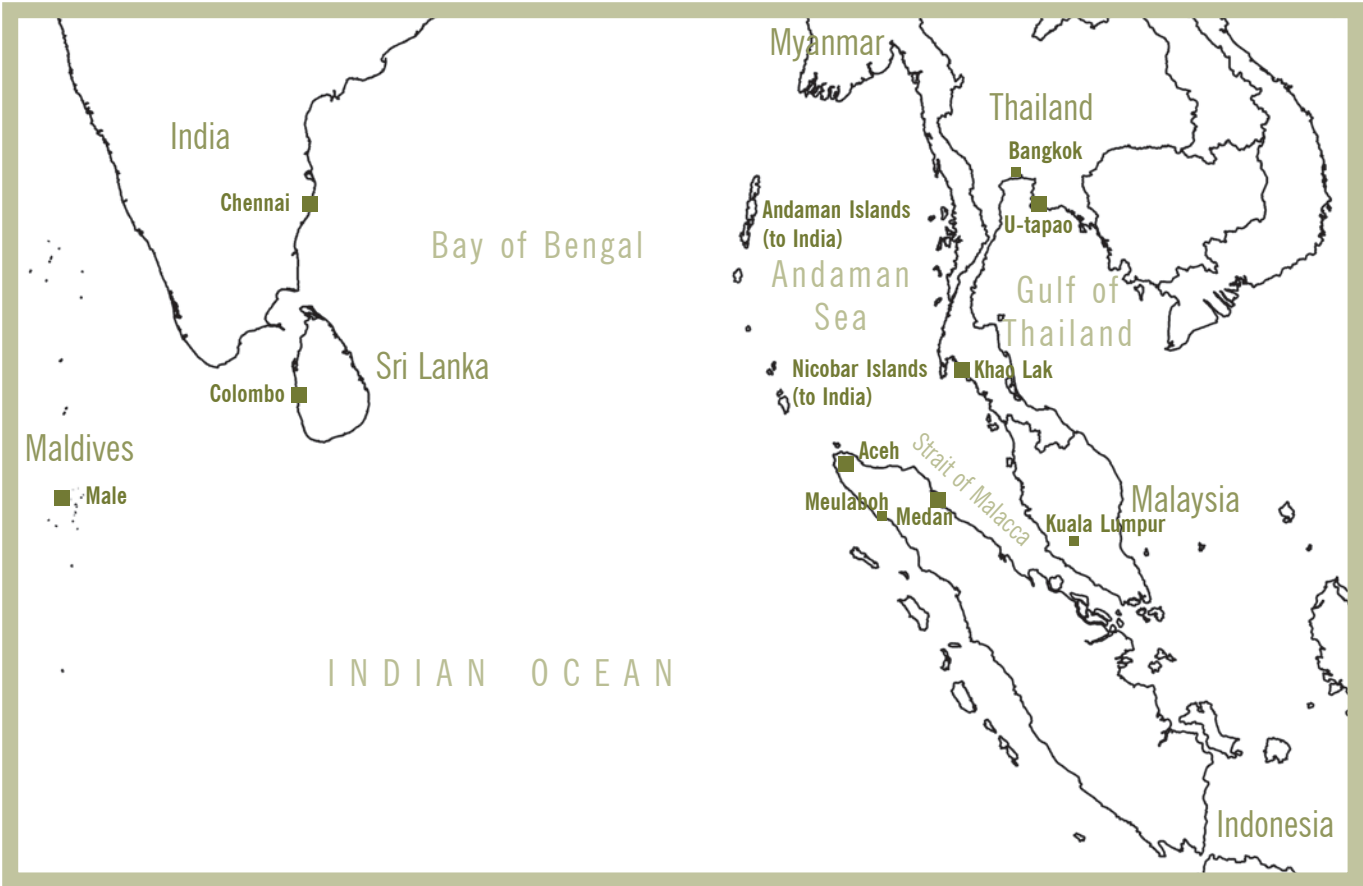 Myanmar
Thailand
India
Bangkok
Chennai
Andaman Islands
(to India)
U-tapao
Bay of Bengal
Andaman
Sea
Gulf of
Thailand
Sri Lanka
Nicobar Islands
(to India)
Khao Lak
Colombo
Maldives
Male
Aceh
Strait of Malacca
Meulaboh
Medan
Malaysia
Kuala Lumpur
INDIAN OCEAN
Indonesia